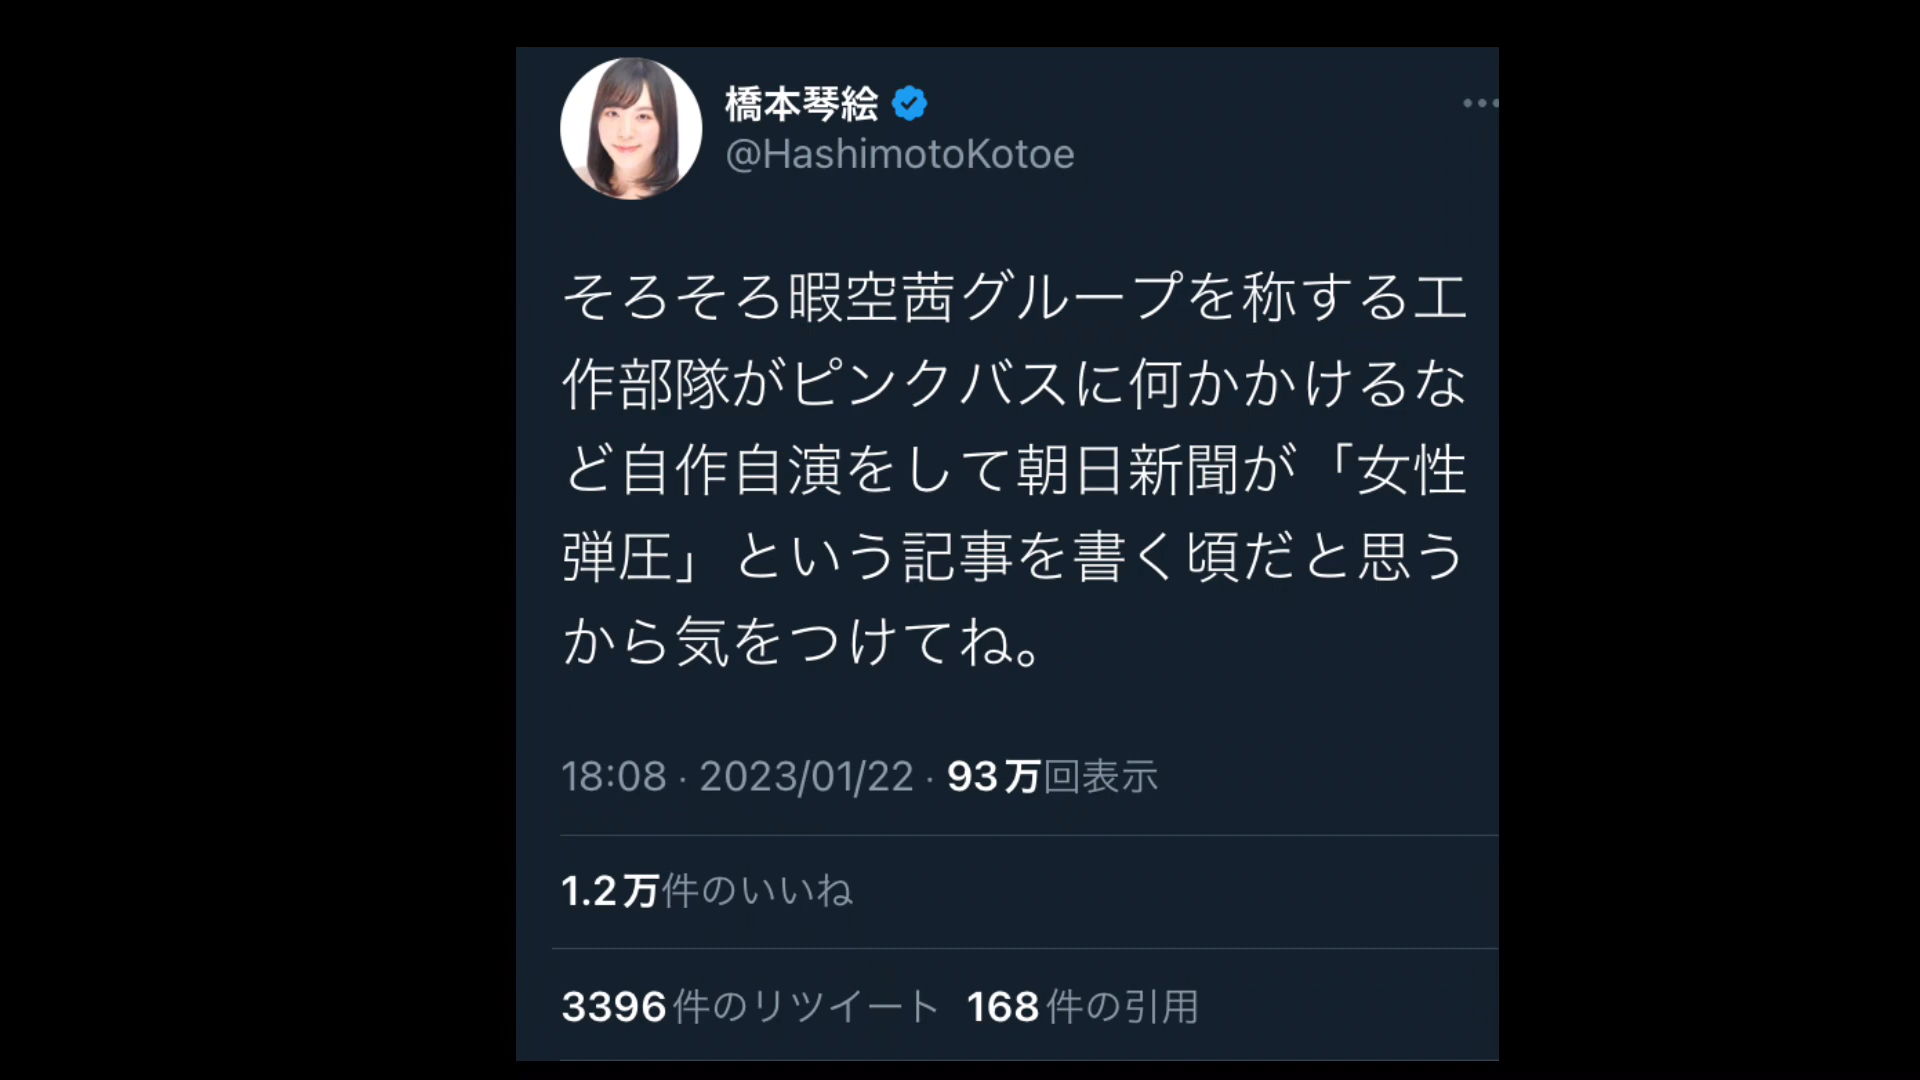 橋本琴絵
@HashimotoKotoe
そろそろ暇空茜グループを称する工
作部隊がピンクバスに何かかけるな
ど自作自演をして朝日新聞が「女性
弾圧」という記事を書く頃だと思う
から気をつけてね。
18:08 · 2023/01/22 · 93万回表示
1.2万件のいいね
3396件のリツイート 168件の引用